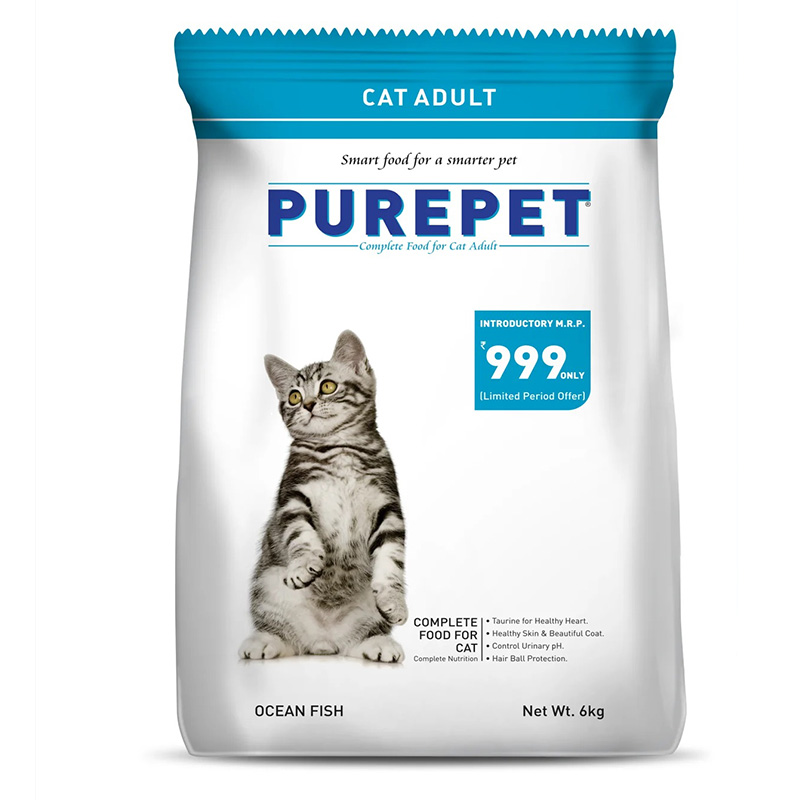 CAT ADULT
Smart food for a smarter pet
PUREPET®
Complete Food for Cat Adult
INTRODUCTORY M.R.P.
₹999 ONLY
(Limited Period Offer)
COMPLETE
FOOD FOR
CAT
Complete Nutrition
• Taurine for Healthy Heart.
• Healthy Skin & Beautiful Coat.
• Control Urinary pH.
• Hair Ball Protection.
OCEAN FISH
Net Wt. 6kg